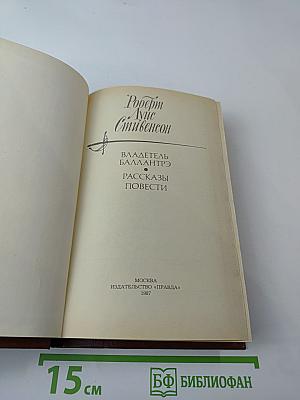 Роберт
Луис
Стивенсон
ВЛАДЕТЕЛЬ
БАЛЛАНТРЭ
•
РАССКАЗЫ
ПОВЕСТИ
МОСКВА
ИЗДАТЕЛЬСТВО «ПРАВДА»
1987
15 см
БФ БИБЛИОФАН